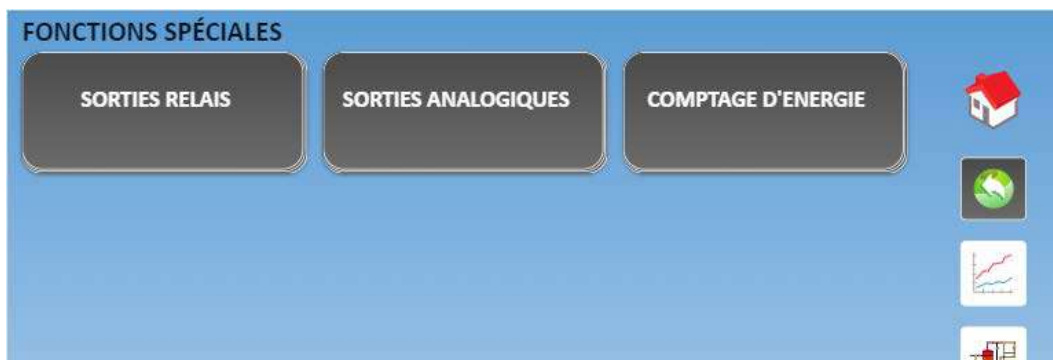 FONCTIONS SPÉCIALES
SORTIES RELAIS
SORTIES ANALOGIQUES
COMPTAGE D'ENERGIE